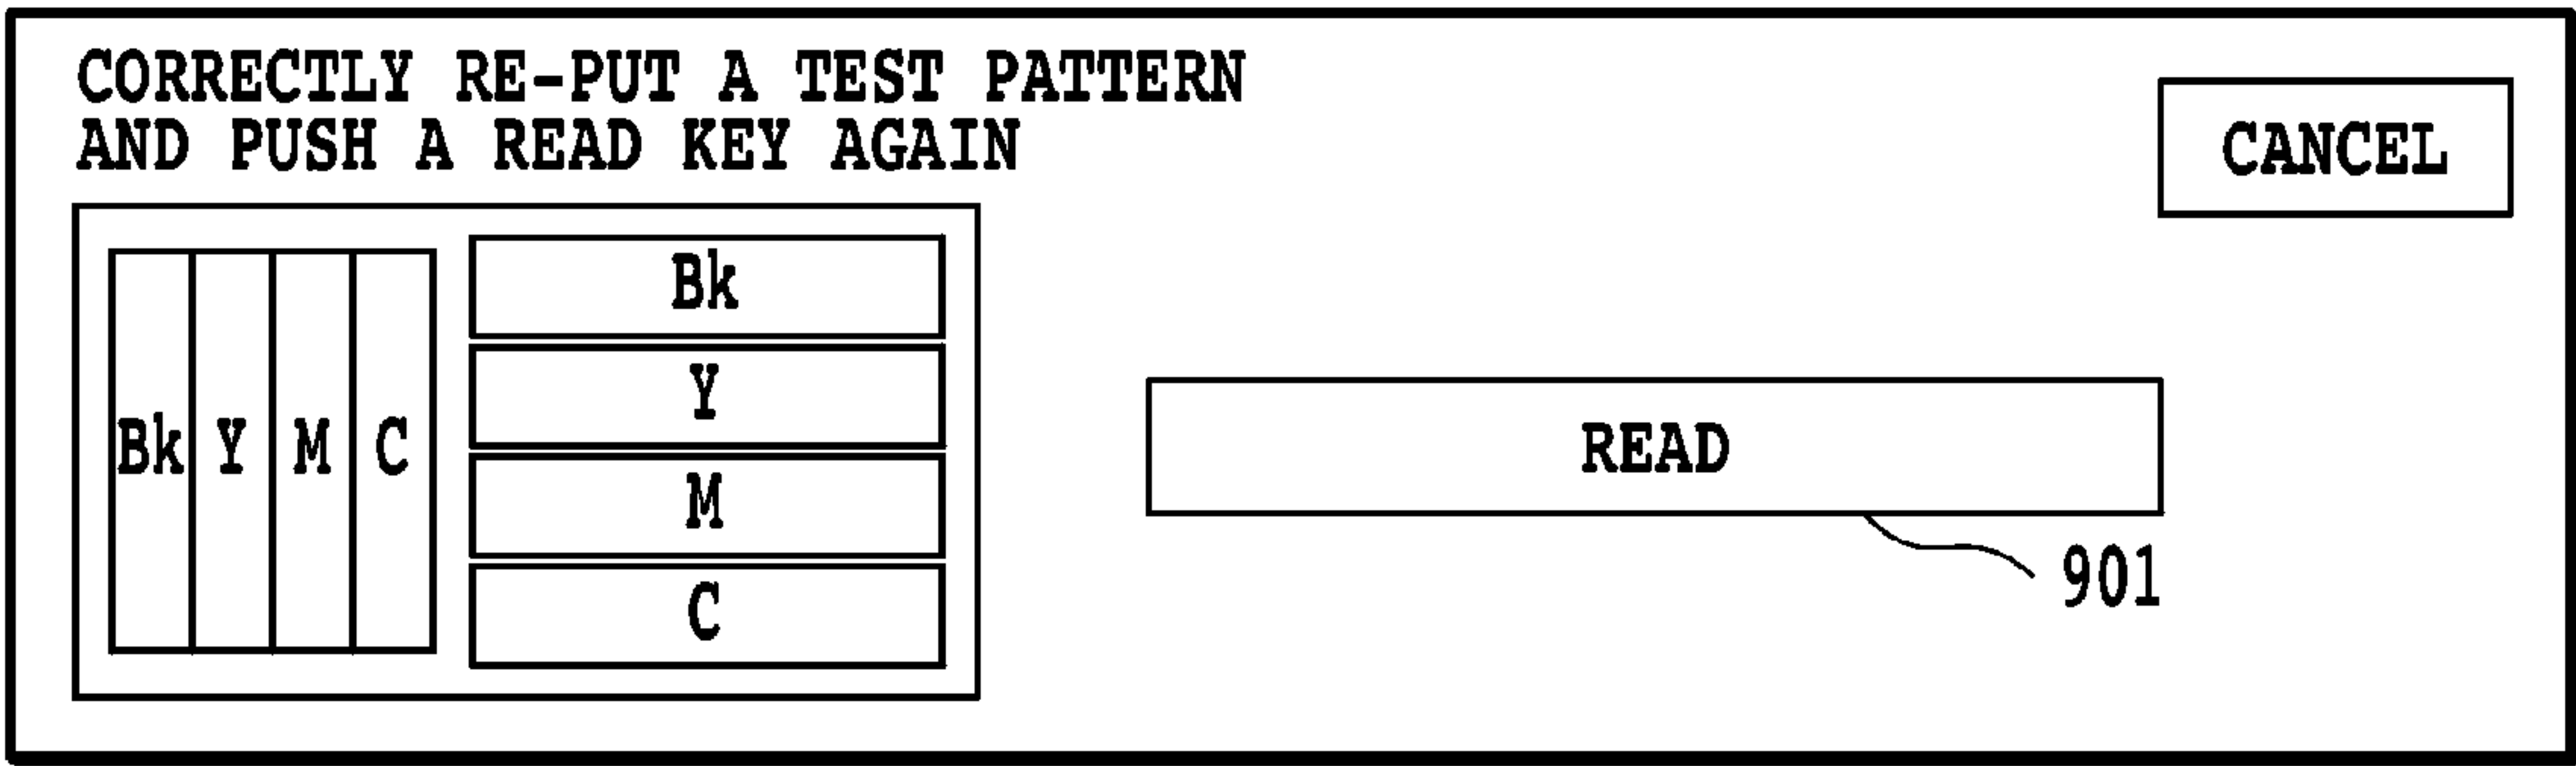 CORRECTLY RE-PUT A TEST PATTERN
AND PUSH A READ KEY AGAIN
CANCEL
Bk Y M C
Bk
Y
M
C
READ
901